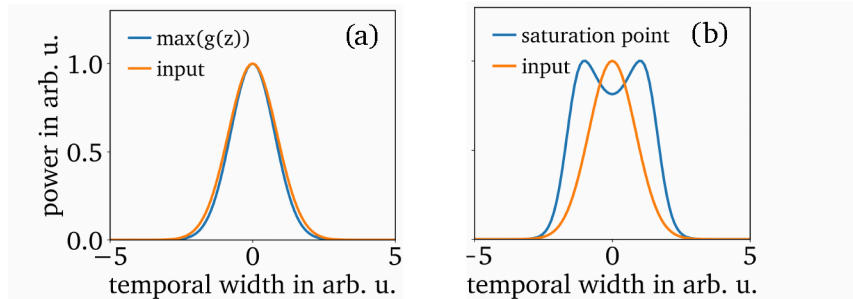 max(g(z))
input
(a)
power in arb. u.
1.0
0.5
0.0
−5
0
5
temporal width in arb. u.
saturation point
input
(b)
-5
0
5
temporal width in arb. u.